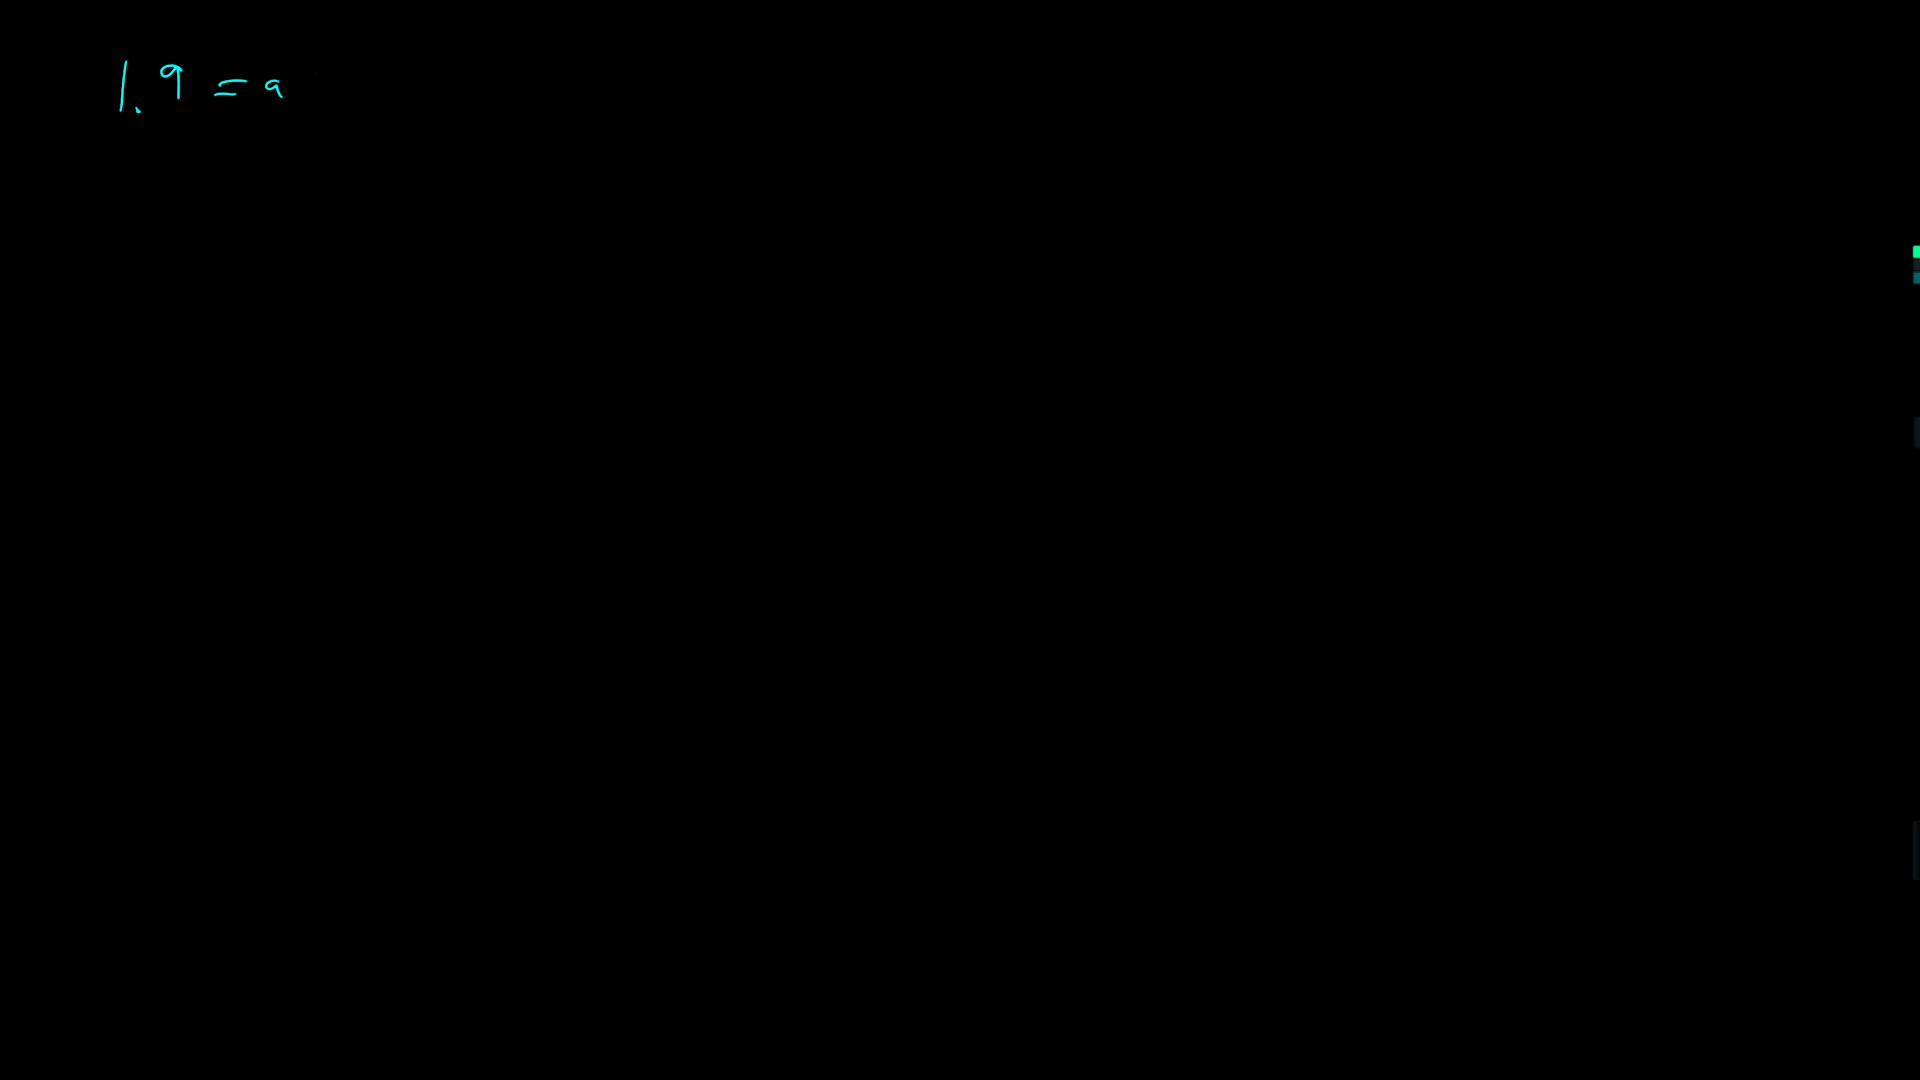 1. 9 = a